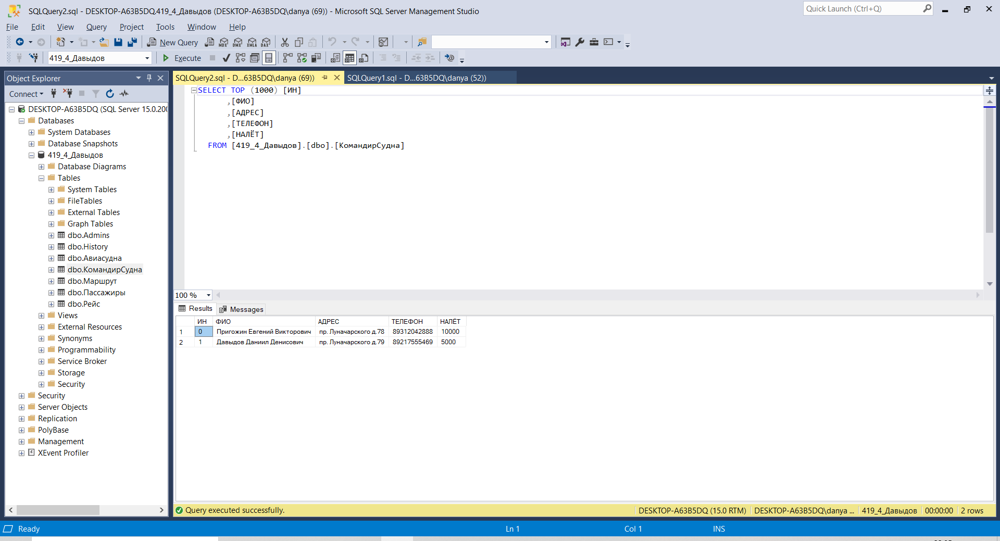 SQLQuery2.sql - DESKTOP-A63B5DQ.419_4_Давыдов (DESKTOP-A63B5DQ\danya (69)) - Microsoft SQL Server Management Studio
Quick Launch (Ctrl+Q)
File Edit View Query Project Tools Window Help
New Query MDX DMX XMLA DAX
419_4_Давыдов Execute
Object Explorer
Connect
DESKTOP-A63B5DQ (SQL Server 15.0.200
Databases
System Databases
Database Snapshots
419_4_Давыдов
Database Diagrams
Tables
System Tables
FileTables
External Tables
Graph Tables
dbo.Admins
dbo.History
dbo.Авиасудна
dbo.КомандирСудна
dbo.Маршрут
dbo.Пассажиры
dbo.Рейс
Views
External Resources
Synonyms
Programmability
Service Broker
Storage
Security
Security
Server Objects
Replication
PolyBase
Management
XEvent Profiler
SQLQuery2.sql - D...63B5DQ\danya (69)) SQLQuery1.sql - D...63B5DQ\danya (52))
SELECT TOP (1000) [ИН]
,[ФИО]
,[АДРЕС]
,[ТЕЛЕФОН]
,[НАЛЁТ]
FROM [419_4_Давыдов].[dbo].[КомандирСудна]
100 %
Results Messages
ИН ФИО АДРЕС ТЕЛЕФОН НАЛЁТ
1 0 Пригожин Евгений Викторович пр. Луначарского д.78 89312042888 10000
2 1 Давыдов Даниил Денисович пр. Луначарского д.79 89217555469 5000
Query executed successfully. DESKTOP-A63B5DQ (15.0 RTM) DESKTOP-A63B5DQ\danya ... 419_4_Давыдов 00:00:00 2 rows
Ready Ln 1 Col 1 INS